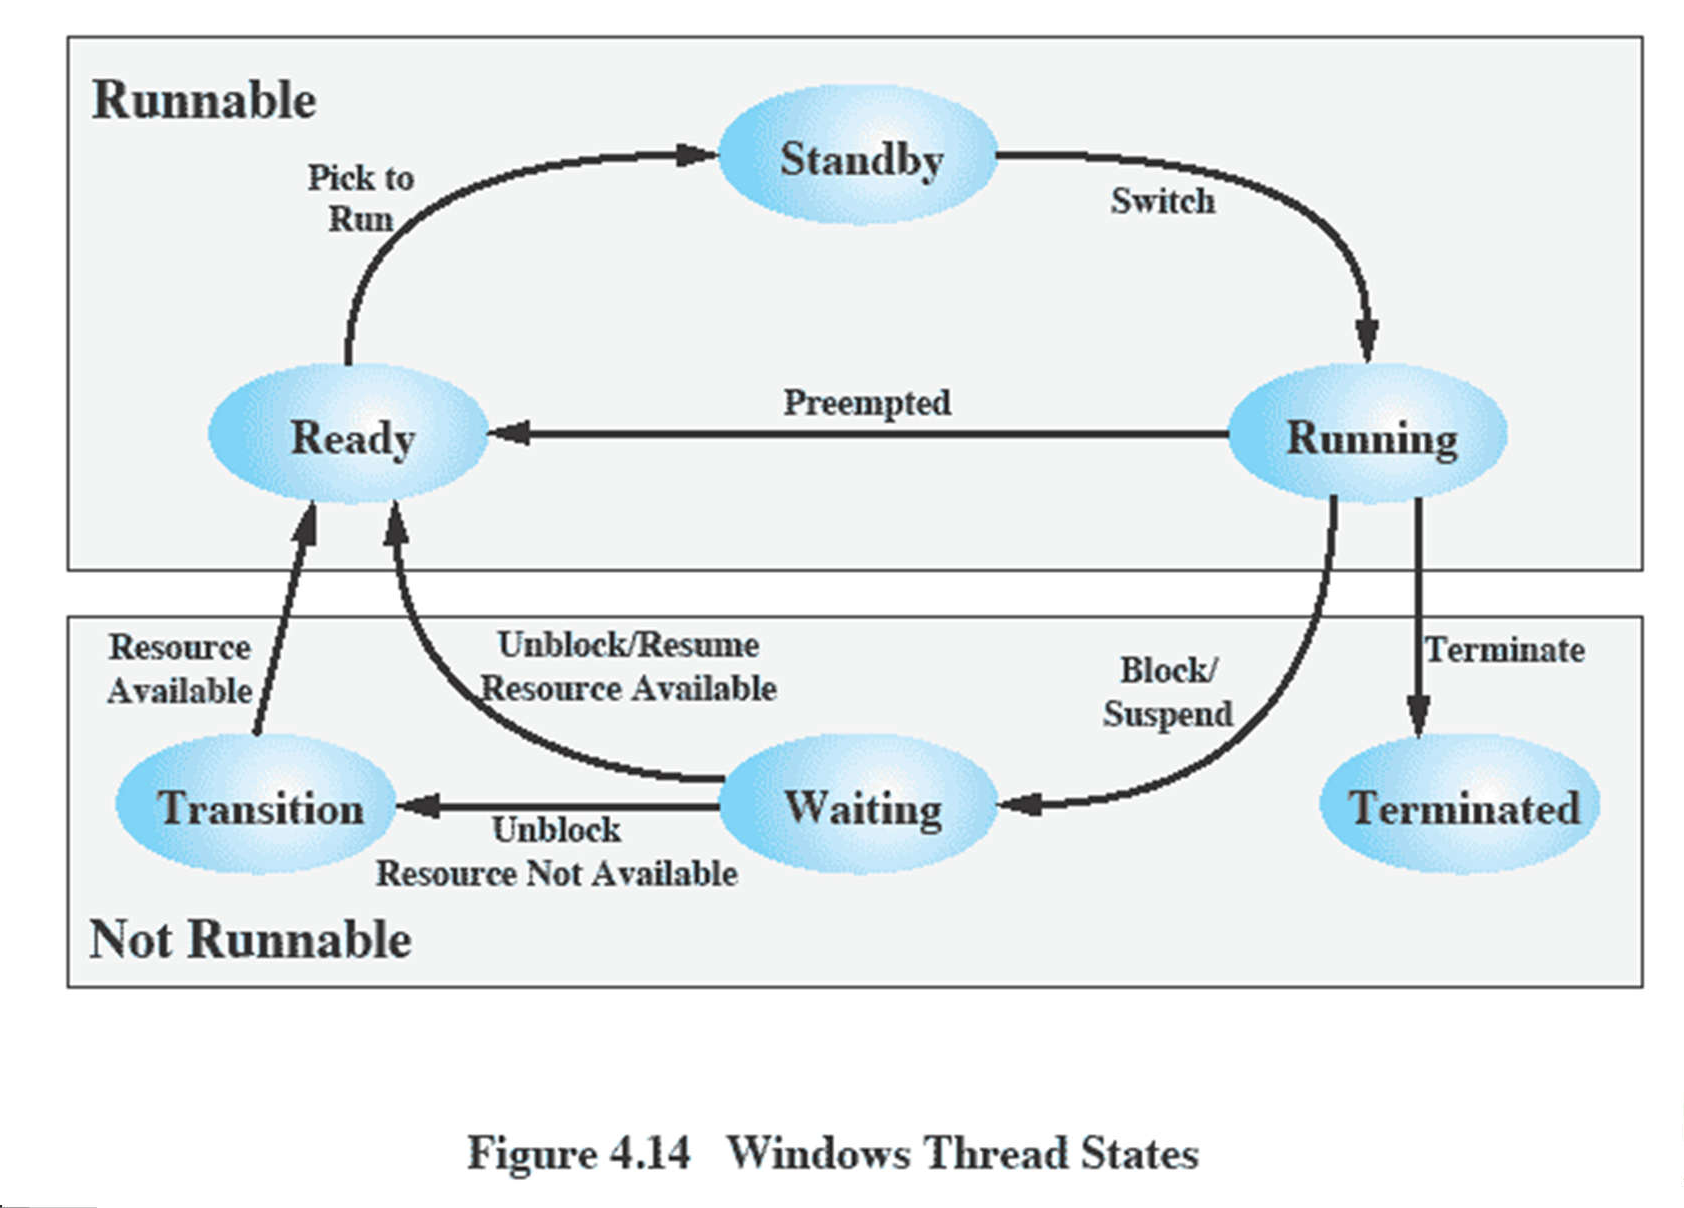 Runnable
Standby
Pick to
Run
Switch
Preempted
Ready
Running
Resource
Available
Unblock/Resume
Resource Available
Block/
Suspend
Terminate
Transition
Waiting
Terminated
Unblock
Resource Not Available
Not Runnable
Figure 4.14 Windows Thread States